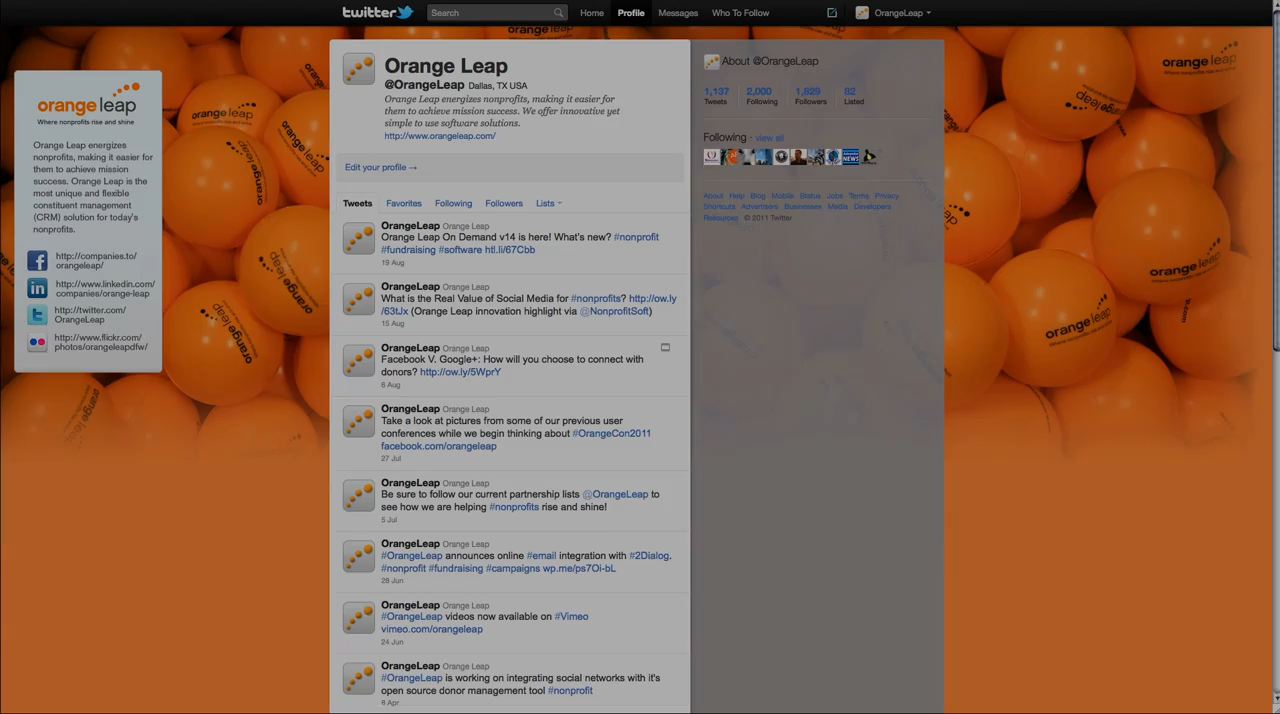 twitter
Search
Home
Profile
Messages
Who To Follow
OrangeLeap
orange leap
Where nonprofits rise and shine
Orange Leap energizes
nonprofits, making it easier for
them to achieve mission
success. Orange Leap is the
most unique and flexible
constituent management
(CRM) solution for today's
nonprofits.
http://companies.to/
orangeleap/
http://www.linkedin.com/
companies/orange-leap
http://twitter.com/
OrangeLeap
http://www.flickr.com/
photos/orangeleapdfw/
Orange Leap
@OrangeLeap Dallas, TX USA
Orange Leap energizes nonprofits, making it easier for
them to achieve mission success. We offer innovative yet
simple to use software solutions.
http://www.orangeleap.com/
Edit your profile →
Tweets Favorites Following Followers Lists
OrangeLeap Orange Leap
Orange Leap On Demand v14 is here! What's new? #nonprofit
#fundraising #software htl.li/67Cbb
19 Aug
OrangeLeap Orange Leap
What is the Real Value of Social Media for #nonprofits? http://ow.ly
/63tJx (Orange Leap innovation highlight via @NonprofitSoft)
15 Aug
OrangeLeap Orange Leap
Facebook V. Google+: How will you choose to connect with
donors? http://ow.ly/5WprY
6 Aug
OrangeLeap Orange Leap
Take a look at pictures from some of our previous user
conferences while we begin thinking about #OrangeCon2011
facebook.com/orangeleap
27 Jul
OrangeLeap Orange Leap
Be sure to follow our current partnership lists @OrangeLeap to
see how we are helping #nonprofits rise and shine!
5 Jul
OrangeLeap Orange Leap
#OrangeLeap announces online #email integration with #2Dialog.
#nonprofit #fundraising #campaigns wp.me/ps7Oi-bL
28 Jun
OrangeLeap Orange Leap
#OrangeLeap videos now available on #Vimeo
vimeo.com/orangeleap
24 Jun
OrangeLeap Orange Leap
#OrangeLeap is working on integrating social networks with it's
open source donor management tool #nonprofit
8 Apr
About @OrangeLeap
1,137 2,000 1,829 82
Tweets Following Followers Listed
Following · view all
About Help Blog Mobile Status Jobs Terms Privacy
Shortcuts Advertisers Businesses Media Developers
Resources © 2011 Twitter
orange leap
orange leap
orange leap
orange leap
orange leap